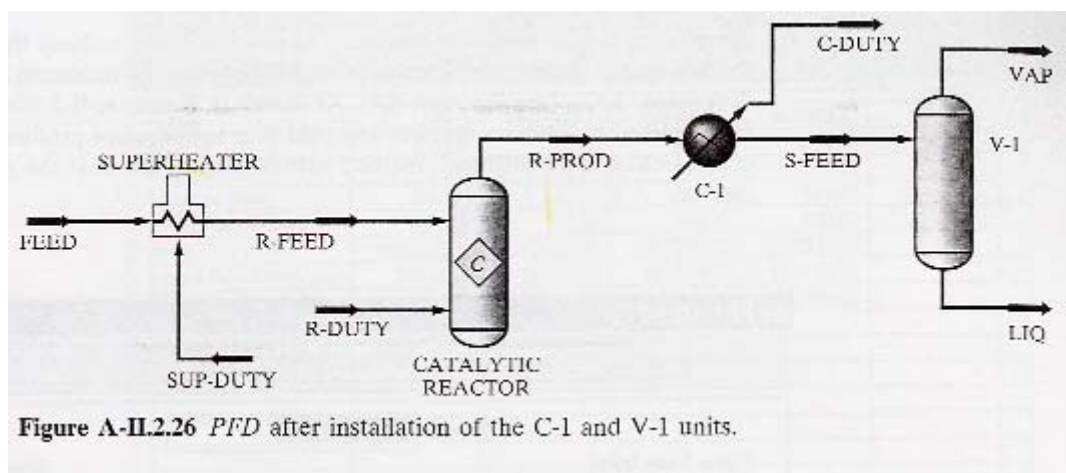 C-DUTY
VAP
SUPERHEATER
R-PROD
S-FEED
V-1
C-1
FEED
R-FEED
C
R-DUTY
LIQ
SUP-DUTY
CATALYTIC
REACTOR
Figure A-II.2.26 PFD after installation of the C-1 and V-1 units.